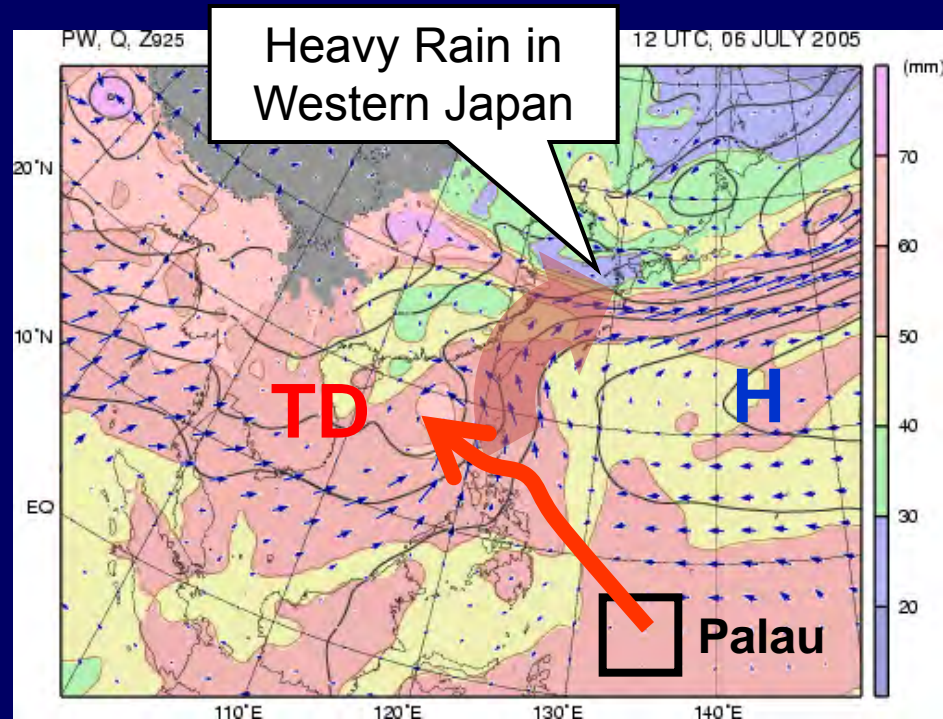 PW, Q, Z925
Heavy Rain in
Western Japan
12 UTC, 06 JULY 2005
(mm)
70
60
50
40
30
20
20°N
10°N
EQ
TD
H
Palau
110°E
120°E
130°E
140°E